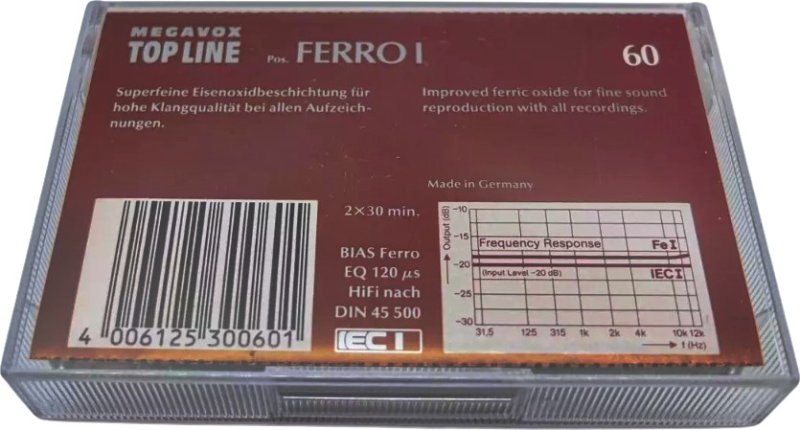 MEGAVOX
TOP LINE Pos. FERRO I 60
Superfeine Eisenoxidbeschichtung für
hohe Klangqualität bei allen Aufzeich-
nungen.
Improved ferric oxide for fine sound
reproduction with all recordings.
Made in Germany
2×30 min.
BIAS Ferro
EQ 120 µs
HiFi nach
DIN 45 500
IEC I
4 006125 300601
Output (dB)
-10
-15
-20
-25
-30
Frequency Response Fe I
(Input Level -20 dB) IEC I
31,5 125 315 1k 2k 4k 10k 12k
f (Hz)